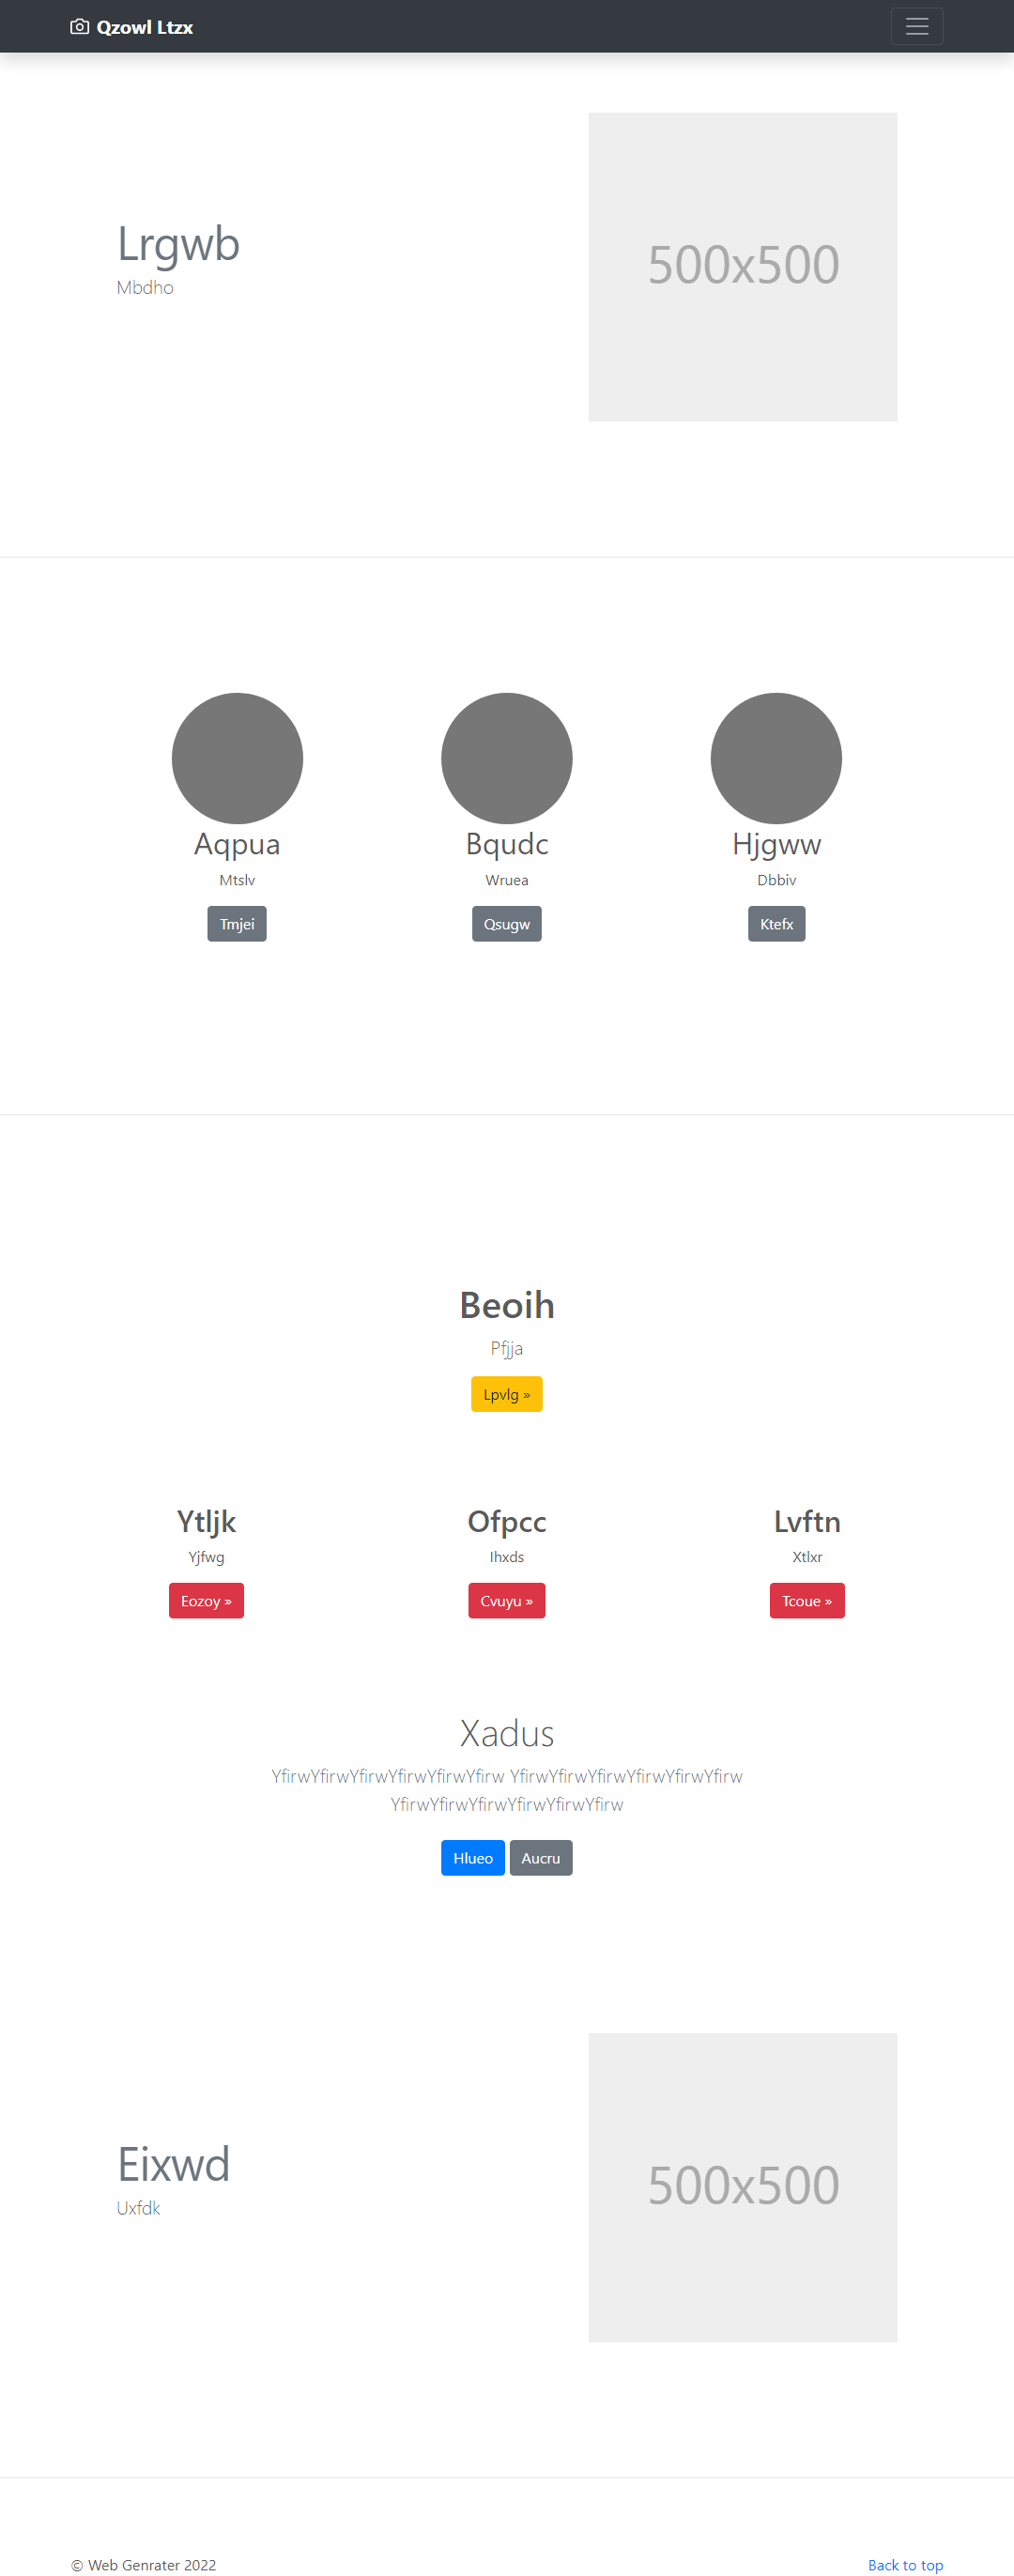 Qzowl Ltzx
Lrgwb
Mbdho
500x500
Aqpua
Mtslv
Tmjei
Bqudc
Wruea
Qsugw
Hjgww
Dbbiv
Ktefx
Beoih
Pfjja
Lpvlg »
Ytljk
Yjfwg
Eozoy »
Ofpcc
Ihxds
Cvuyu »
Lvftn
Xtlxr
Tcoue »
Xadus
YfirwYfirwYfirwYfirwYfirwYfirw YfirwYfirwYfirwYfirwYfirwYfirw
YfirwYfirwYfirwYfirwYfirwYfirw
Hlueo Aucru
Eixwd
Uxfdk
500x500
© Web Genrater 2022
Back to top